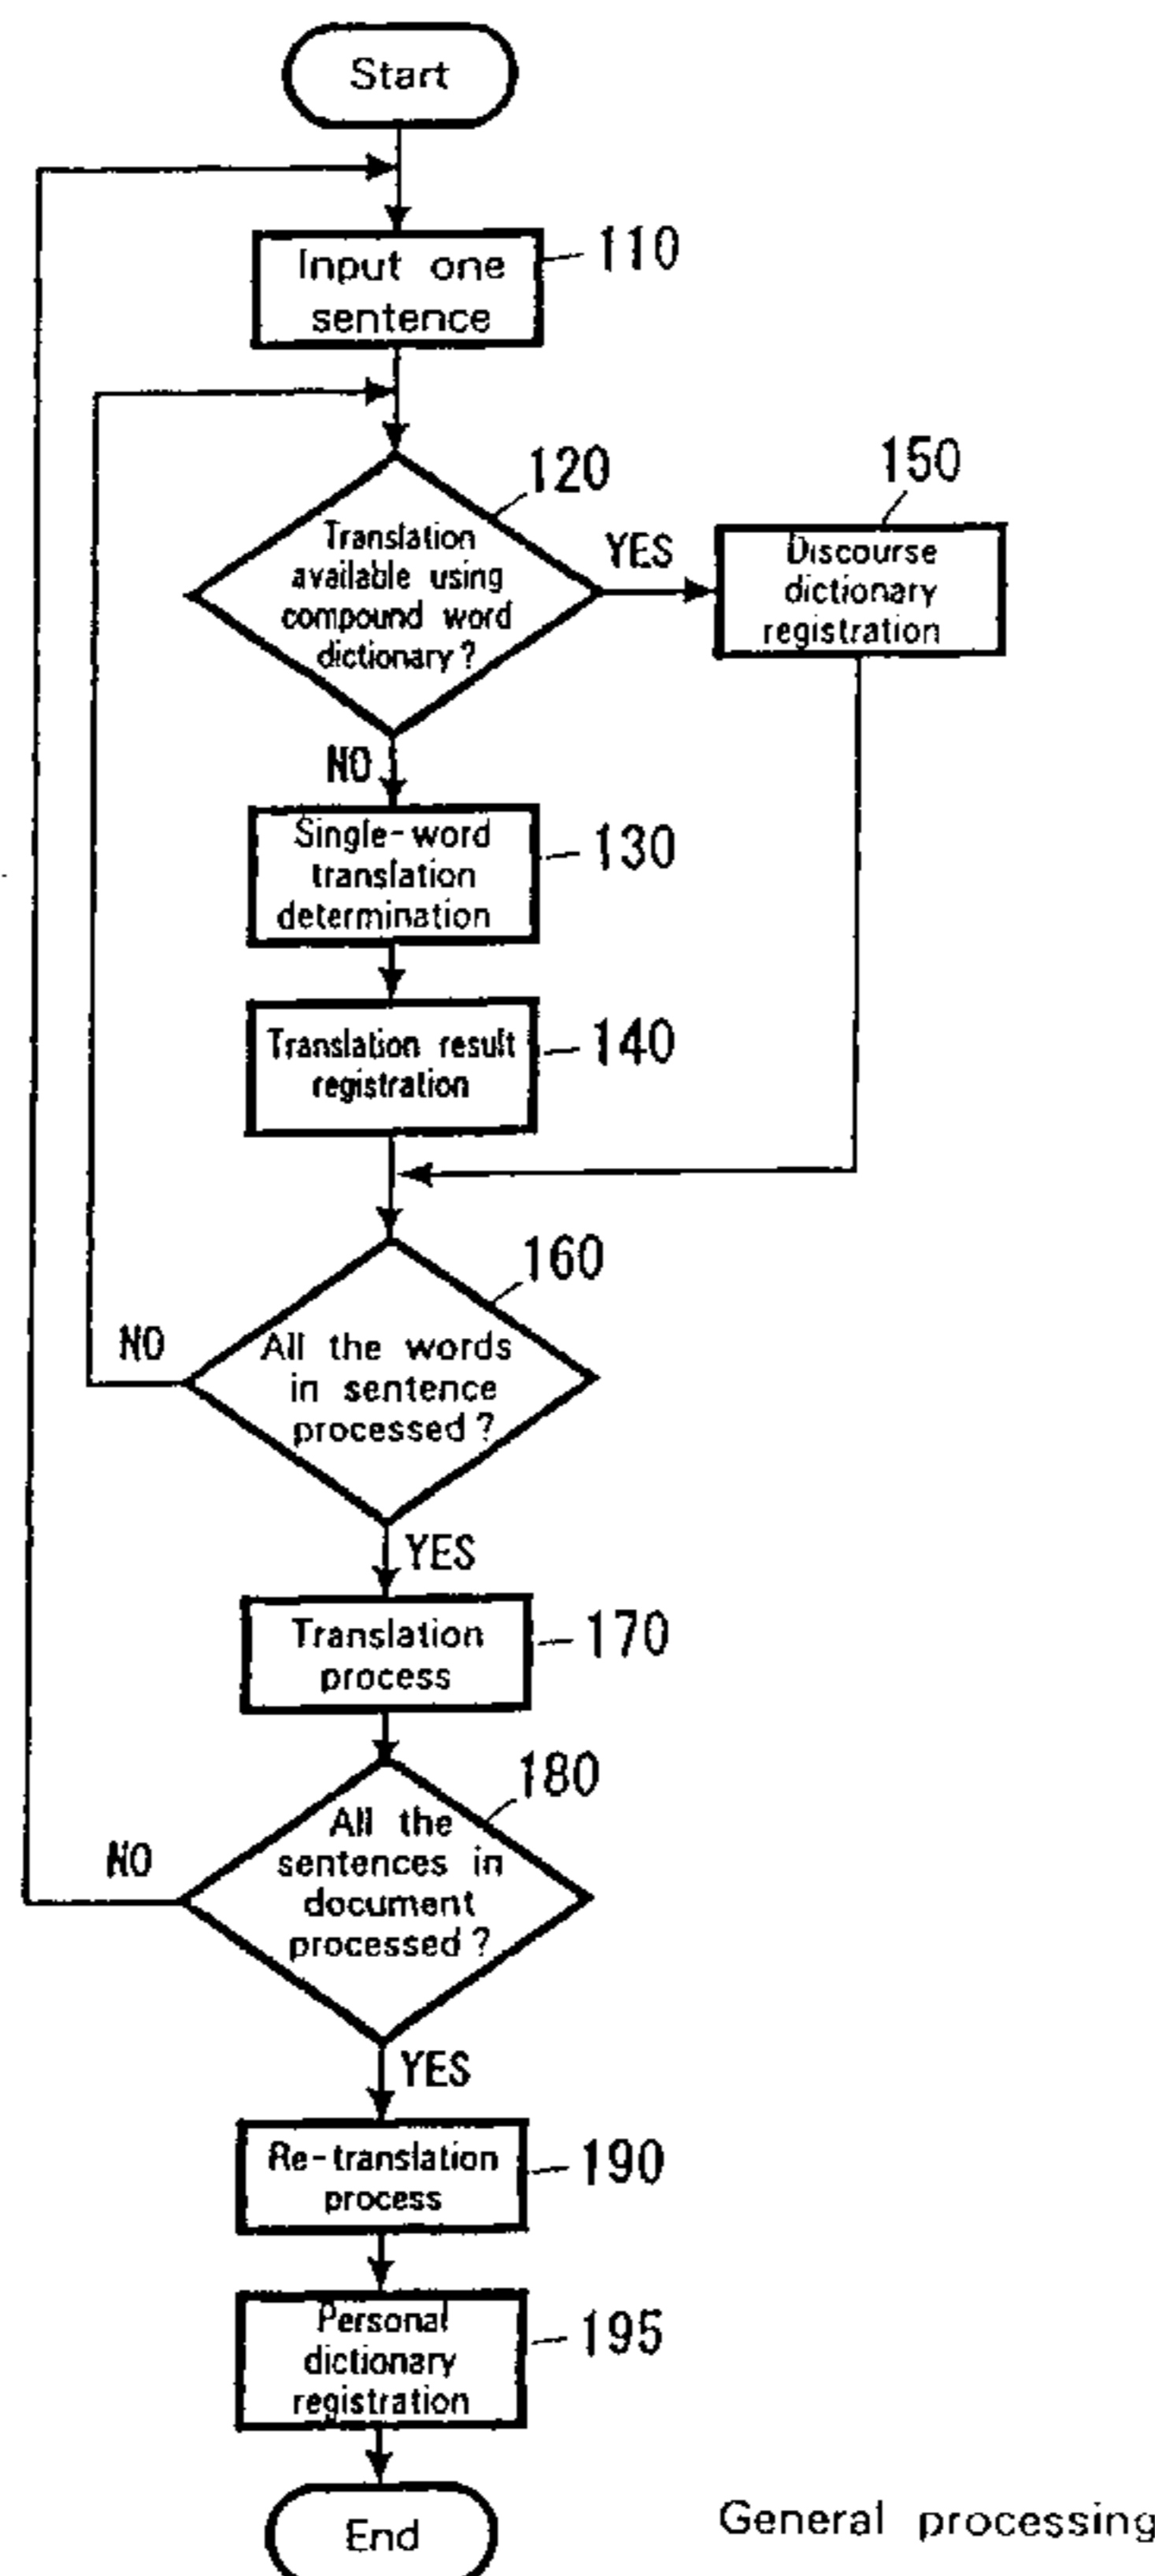 Start
Input one
sentence
110
120
Translation
available using
compound word
dictionary ?
YES
150
Discourse
dictionary
registration
NO
Single-word
translation
determination
130
Translation result
registration
140
160
All the words
in sentence
processed ?
NO
YES
Translation
process
170
180
All the
sentences in
document
processed ?
NO
YES
Re-translation
process
190
Personal
dictionary
registration
195
End
General processing